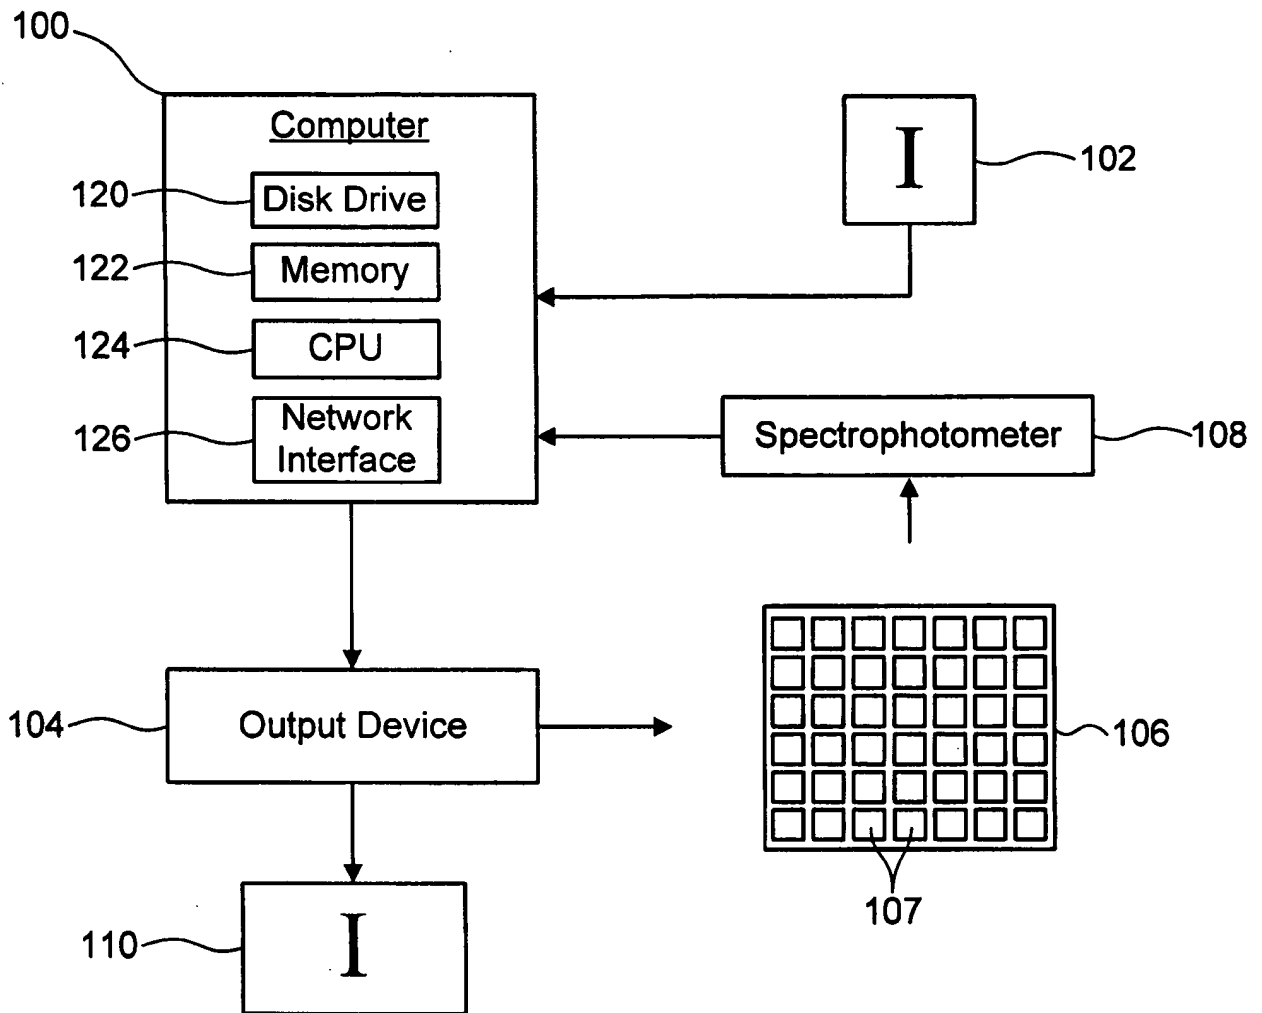 100
Computer
120
Disk Drive
122
Memory
124
CPU
126
Network
Interface
I
102
Spectrophotometer
108
104
Output Device
106
107
110
I